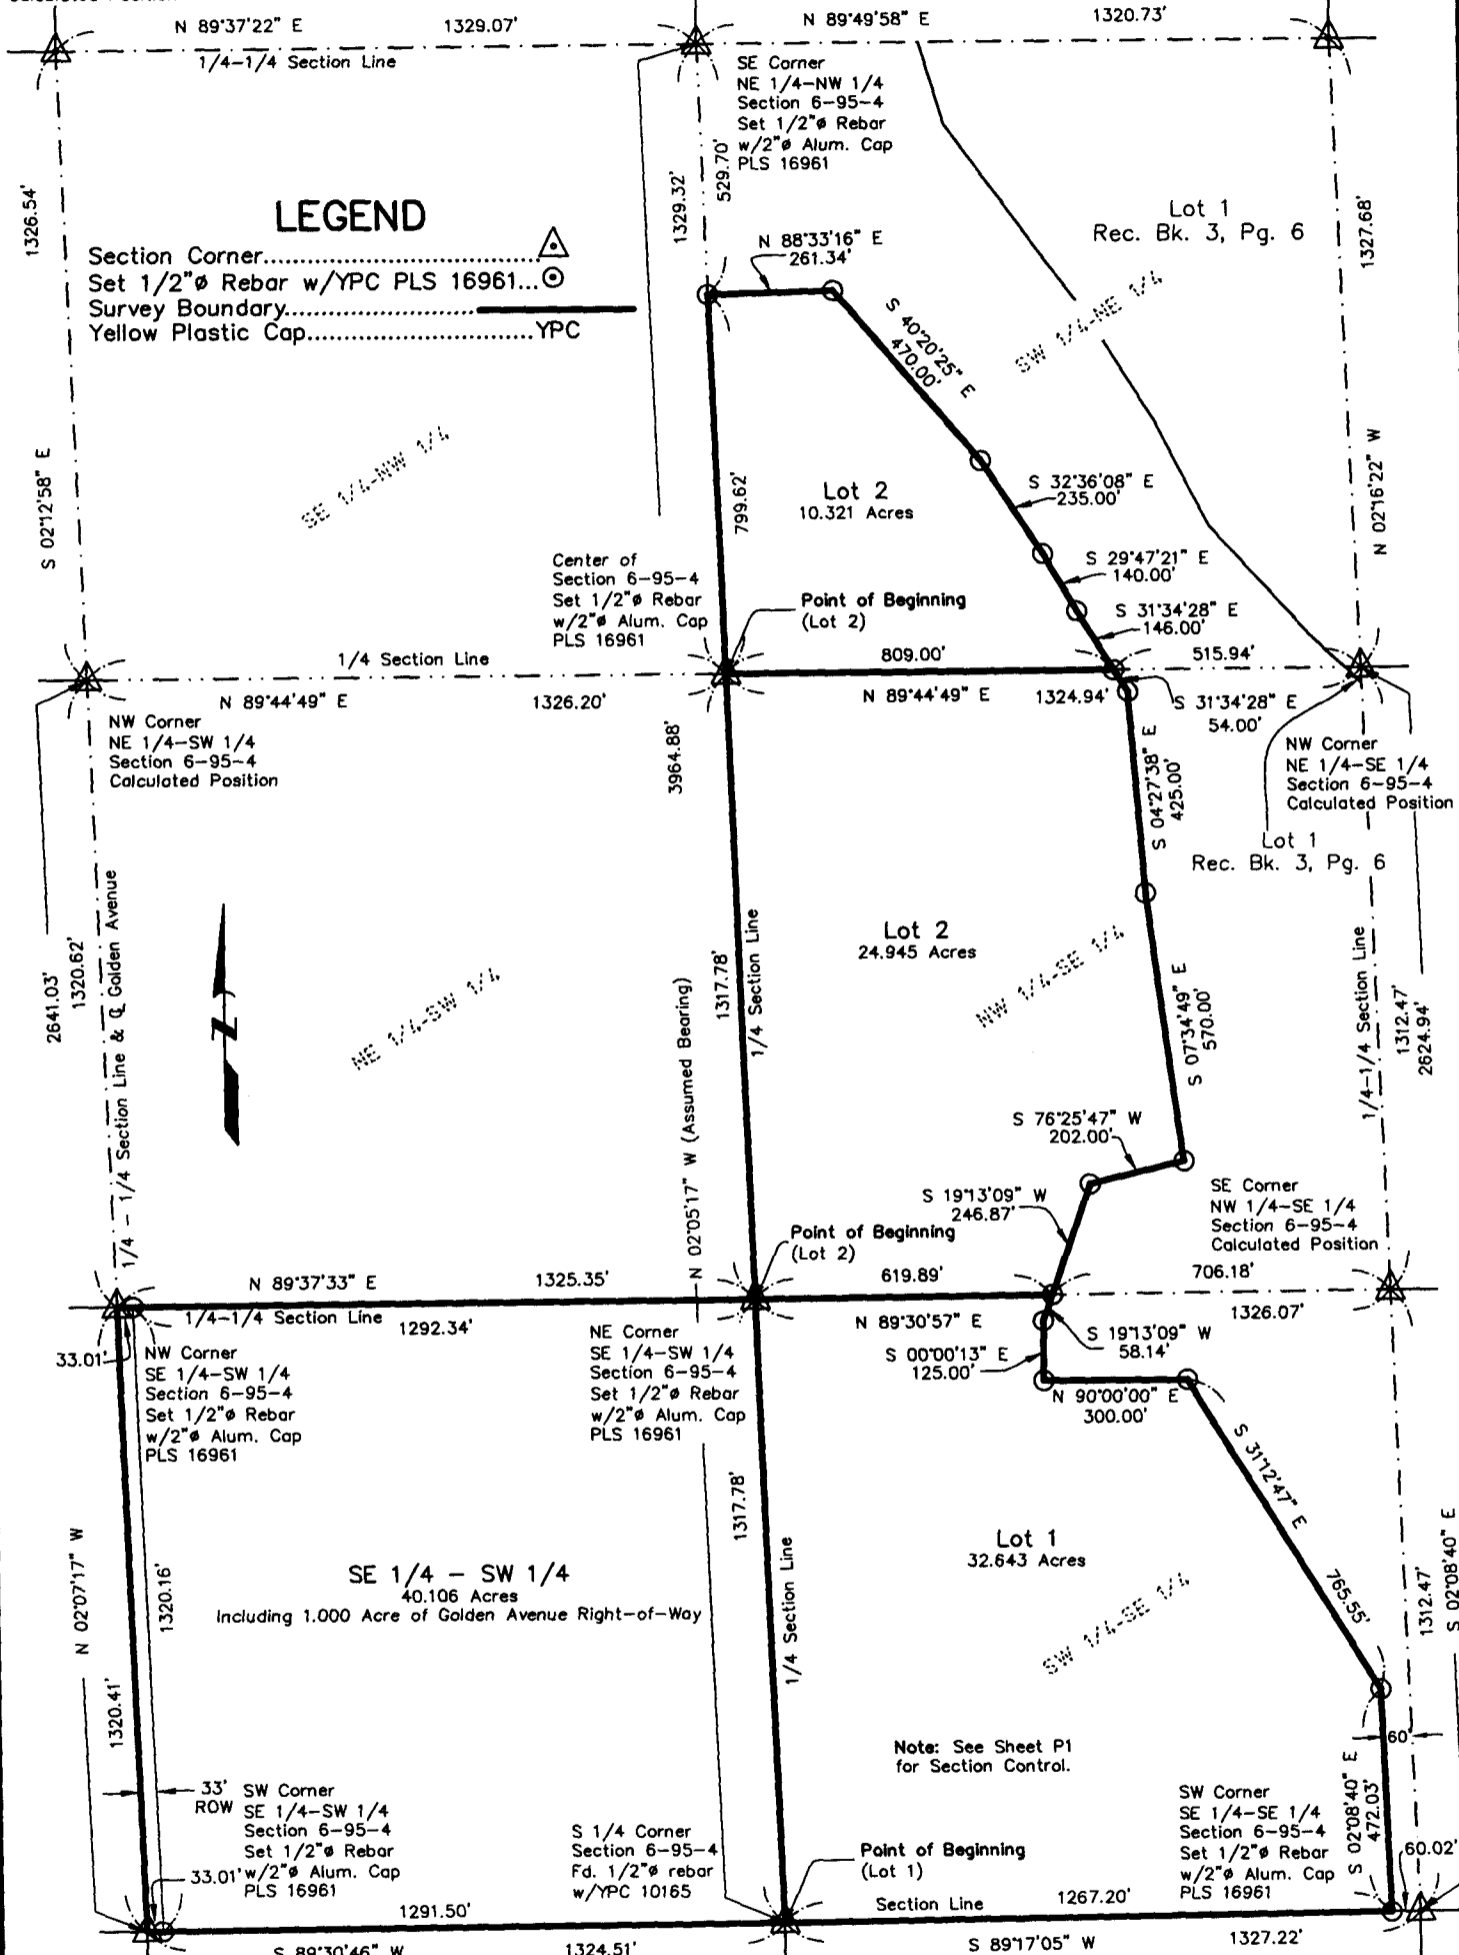 N 89°37'22" E
1329.07'
N 89°49'58" E
1320.73'
1/4-1/4 Section Line
SE Corner
NE 1/4-NW 1/4
Section 6-95-4
Set 1/2"ø Rebar
w/2"ø Alum. Cap
PLS 16961
1326.54'
1329.32'
529.70'
1327.68'
LEGEND
Section Corner
Set 1/2"ø Rebar w/YPC PLS 16961...
Survey Boundary
Yellow Plastic Cap YPC
Lot 1
Rec. Bk. 3, Pg. 6
N 88°33'16" E
261.34'
SW 1/4-NE 1/4
S 40°20'25" E
470.00'
S 02°12'58" E
SE 1/4-NW 1/4
799.62'
Lot 2
10.321 Acres
S 32°36'08" E
235.00'
N 02°16'22" W
Center of
Section 6-95-4
Set 1/2"ø Rebar
w/2"ø Alum. Cap
PLS 16961
Point of Beginning
(Lot 2)
S 29°47'21" E
140.00'
S 31°34'28" E
146.00'
1/4 Section Line
809.00'
515.94'
N 89°44'49" E
1326.20'
N 89°44'49" E
1324.94'
S 31°34'28" E
54.00'
NW Corner
NE 1/4-SW 1/4
Section 6-95-4
Calculated Position
3964.88'
S 04°27'38" E
425.00'
NW Corner
NE 1/4-SE 1/4
Section 6-95-4
Calculated Position
Lot 1
Rec. Bk. 3, Pg. 6
2641.03'
1320.62'
1/4 - 1/4 Section Line & ℄ Golden Avenue
N
NE 1/4-SW 1/4
N 02°05'17" W (Assumed Bearing)
1317.78'
1/4 Section Line
Lot 2
24.945 Acres
NW 1/4-SE 1/4
S 07°34'49" E
570.00'
1/4-1/4 Section Line
1312.47'
2624.94'
S 76°25'47" W
202.00'
S 19°13'09" W
246.87'
SE Corner
NW 1/4-SE 1/4
Section 6-95-4
Calculated Position
Point of Beginning
(Lot 2)
N 89°37'33" E
1325.35'
619.89'
706.18'
1/4-1/4 Section Line
1292.34'
N 89°30'57" E
1326.07'
33.01'
NW Corner
SE 1/4-SW 1/4
Section 6-95-4
Set 1/2"ø Rebar
w/2"ø Alum. Cap
PLS 16961
NE Corner
SE 1/4-SW 1/4
Section 6-95-4
Set 1/2"ø Rebar
w/2"ø Alum. Cap
PLS 16961
S 19°13'09" W
58.14'
S 00°00'13" E
125.00'
N 90°00'00" E
300.00'
S 31°12'47" E
765.55'
N 02°07'17" W
1320.41'
1320.16'
SE 1/4 - SW 1/4
40.106 Acres
Including 1.000 Acre of Golden Avenue Right-of-Way
1317.78'
1/4 Section Line
Lot 1
32.643 Acres
SW 1/4-SE 1/4
1312.47'
S 02°08'40" E
Note: See Sheet P1
for Section Control.
60'
S 02°08'40" E
472.03'
33'
ROW
SW Corner
SE 1/4-SW 1/4
Section 6-95-4
Set 1/2"ø Rebar
w/2"ø Alum. Cap
PLS 16961
33.01'
S 1/4 Corner
Section 6-95-4
Fd. 1/2"ø rebar
w/YPC 10165
Point of Beginning
(Lot 1)
SW Corner
SE 1/4-SE 1/4
Section 6-95-4
Set 1/2"ø Rebar
w/2"ø Alum. Cap
PLS 16961
60.02'
1291.50'
Section Line
1267.20'
S 89°30'46" W
1324.51'
S 89°17'05" W
1327.22'